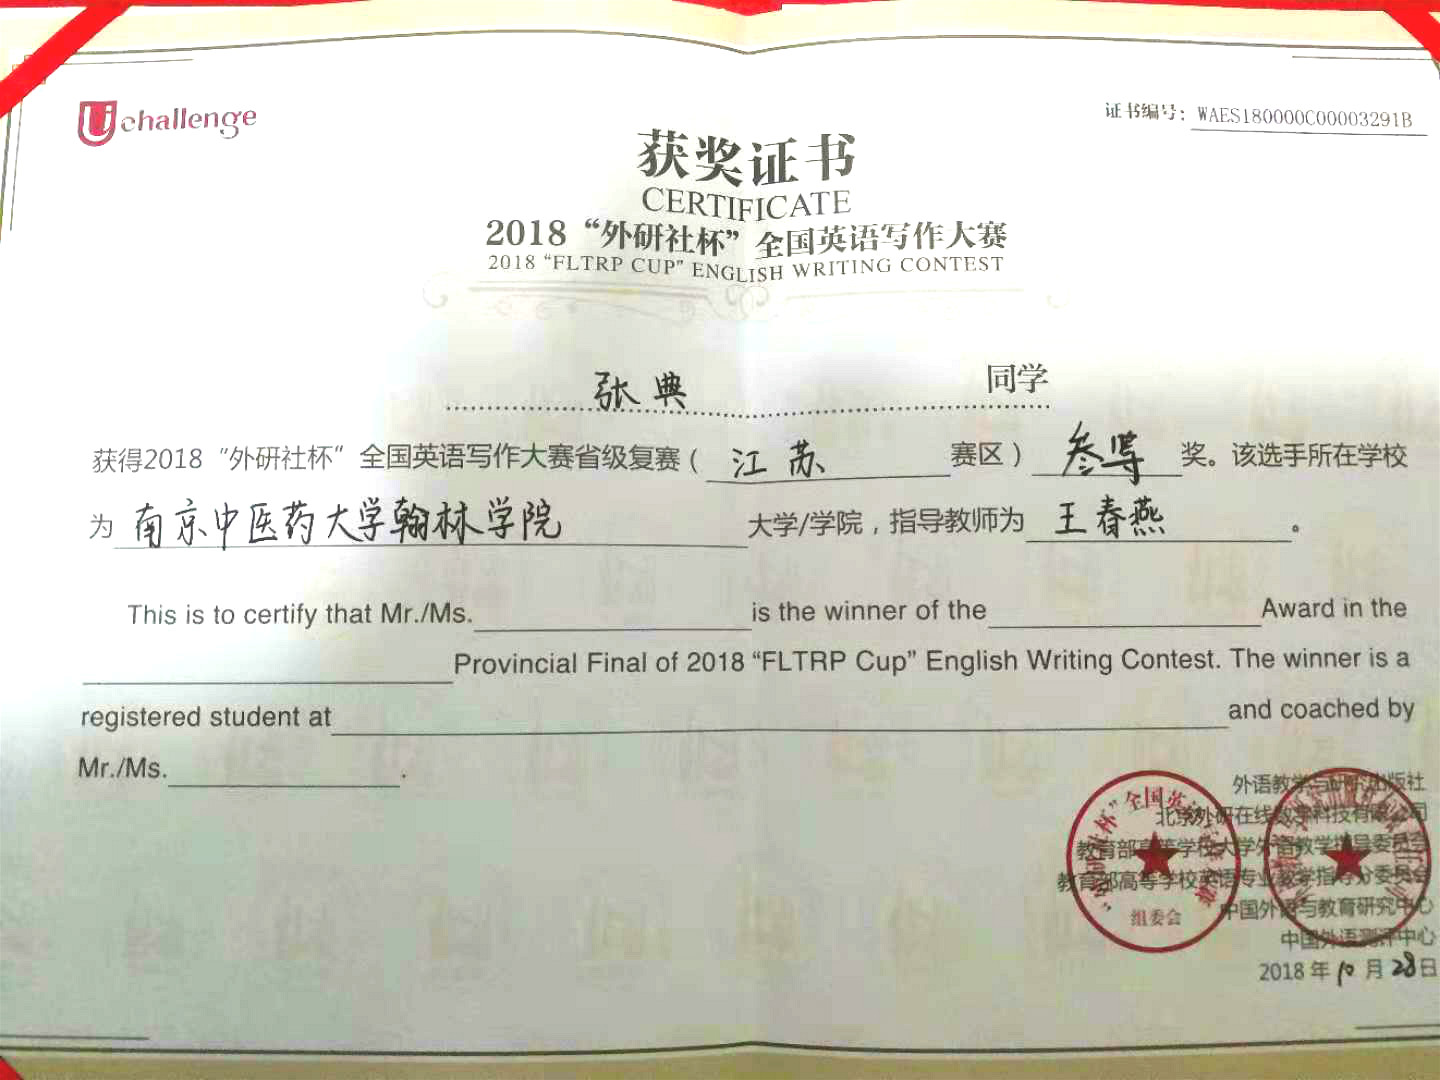 Uchallenge
证书编号：WAES180000C00003291B
获奖证书
CERTIFICATE
2018“外研社杯”全国英语写作大赛
2018 “FLTRP CUP” ENGLISH WRITING CONTEST
张典 同学
获得2018“外研社杯”全国英语写作大赛省级复赛（江苏 赛区）叁等 奖。该选手所在学校
为 南京中医药大学翰林学院 大学/学院，指导教师为 王春燕 。
This is to certify that Mr./Ms. is the winner of the Award in the
Provincial Final of 2018 “FLTRP Cup” English Writing Contest. The winner is a
registered student at and coached by
Mr./Ms. .
外语教学与研究出版社
北京外研在线数字科技有限公司
教育部高等学校大学外语教学指导委员会
教育部高等学校英语专业教学指导分委员会
中国外语与教育研究中心
中国外语测评中心
2018 年 10 月 28 日
组委会